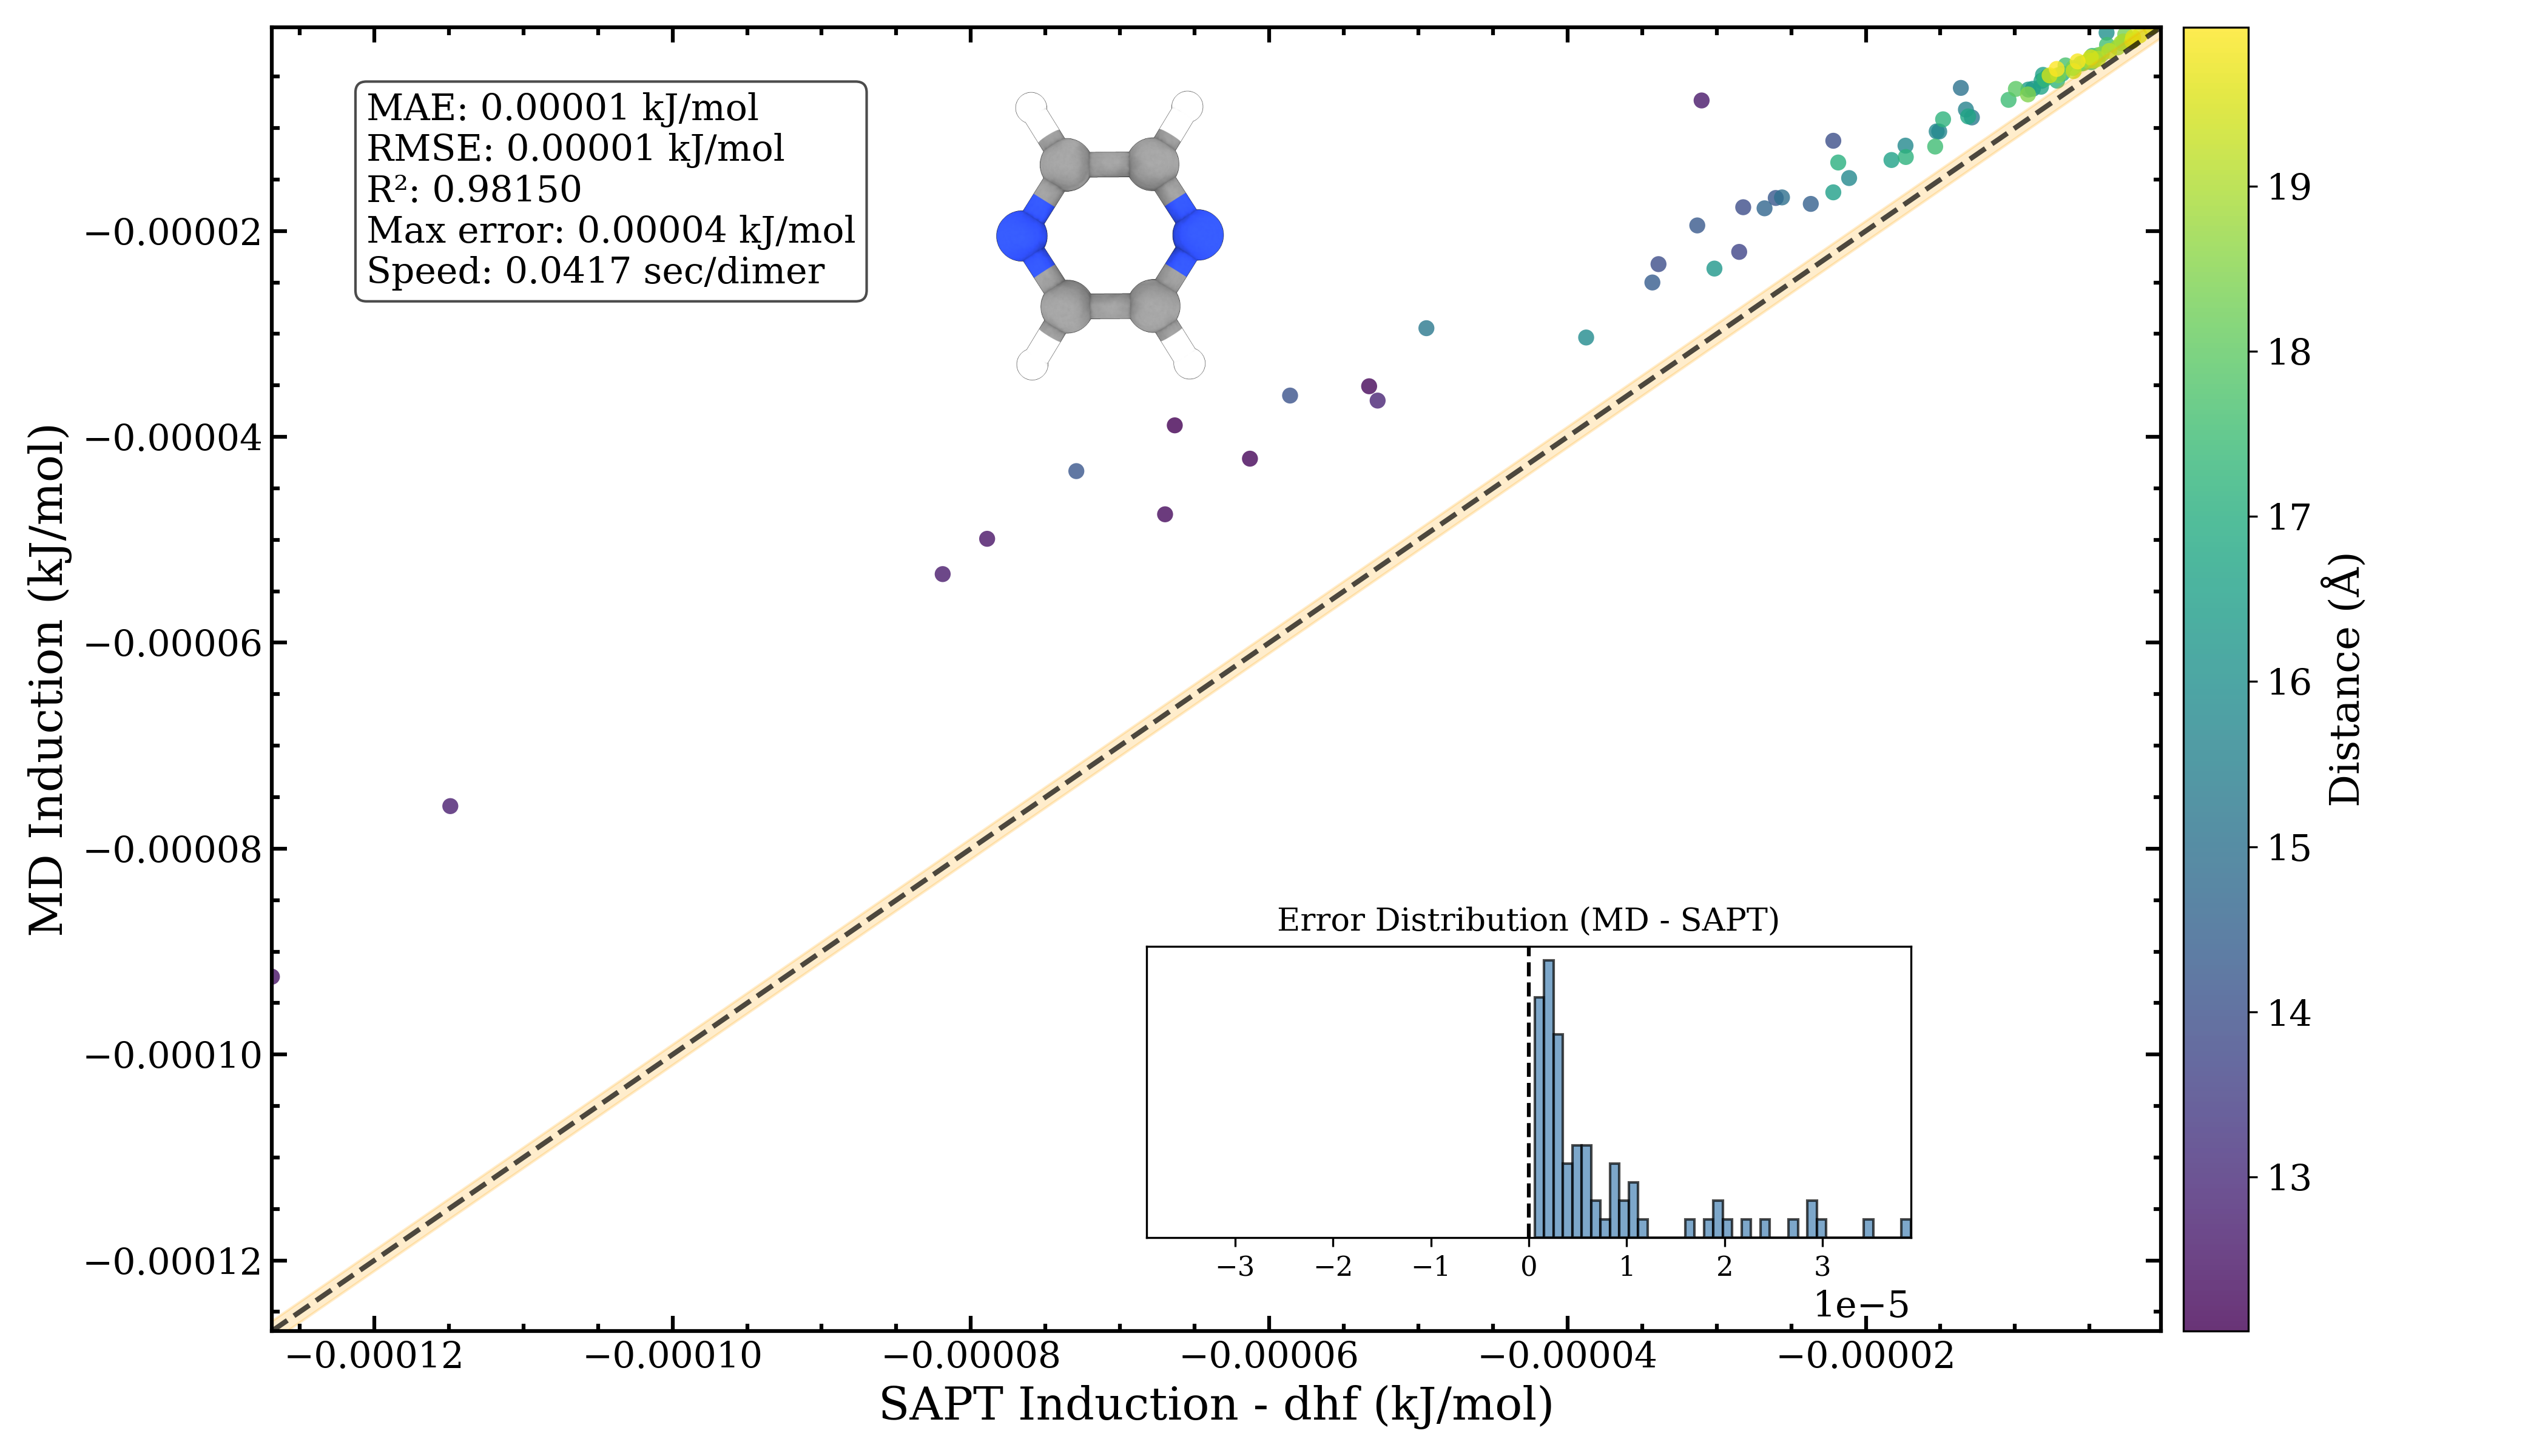 MAE: 0.00001 kJ/mol
RMSE: 0.00001 kJ/mol
R²: 0.98150
Max error: 0.00004 kJ/mol
Speed: 0.0417 sec/dimer
MD Induction (kJ/mol)
−0.00002
−0.00004
−0.00006
−0.00008
−0.00010
−0.00012
Error Distribution (MD - SAPT)
−3 −2 −1 0 1 2 3
1e−5
−0.00012 −0.00010 −0.00008 −0.00006 −0.00004 −0.00002
SAPT Induction - dhf (kJ/mol)
19
18
17
16
15
14
13
Distance (Å)